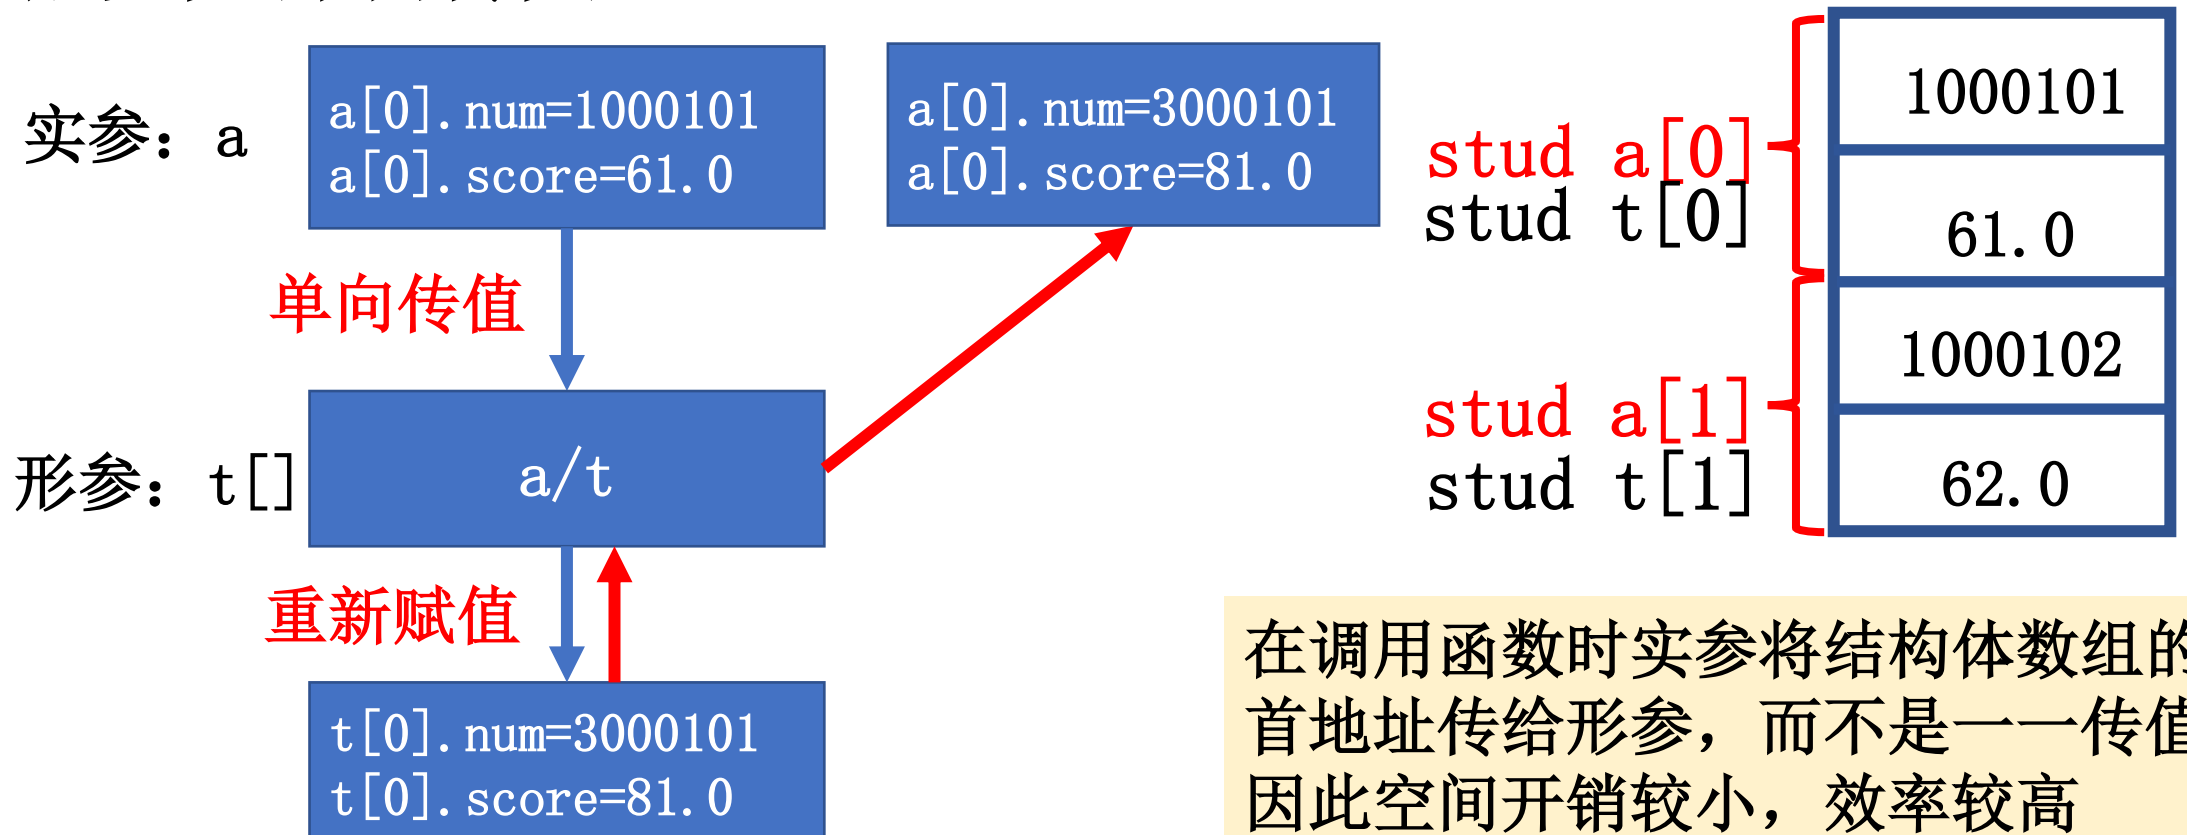 实参: a
a[0].num=1000101
a[0].score=61.0
a[0].num=3000101
a[0].score=81.0
单向传值
形参: t[]
a/t
重新赋值
t[0].num=3000101
t[0].score=81.0
stud a[0]
stud t[0]
stud a[1]
stud t[1]
1000101
61.0
1000102
62.0
在调用函数时实参将结构体数组的
首地址传给形参，而不是一一传值
因此空间开销较小，效率较高